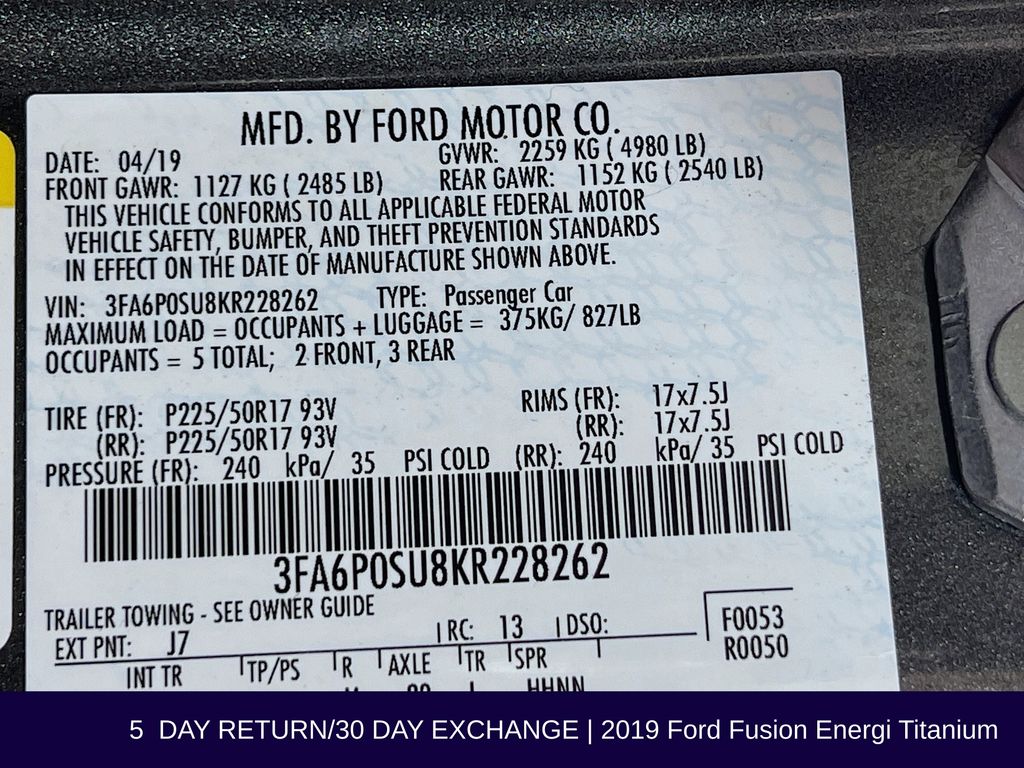 MFD. BY FORD MOTOR CO.
DATE: 04/19 GVWR: 2259 KG ( 4980 LB)
FRONT GAWR: 1127 KG ( 2485 LB) REAR GAWR: 1152 KG ( 2540 LB)
THIS VEHICLE CONFORMS TO ALL APPLICABLE FEDERAL MOTOR
VEHICLE SAFETY, BUMPER, AND THEFT PREVENTION STANDARDS
IN EFFECT ON THE DATE OF MANUFACTURE SHOWN ABOVE.
VIN: 3FA6P0SU8KR228262 TYPE: Passenger Car
MAXIMUM LOAD = OCCUPANTS + LUGGAGE = 375KG/ 827LB
OCCUPANTS = 5 TOTAL; 2 FRONT, 3 REAR
TIRE (FR): P225/50R17 93V RIMS (FR): 17x7.5J
(RR): P225/50R17 93V (RR): 17x7.5J
PRESSURE (FR): 240 kPa/ 35 PSI COLD (RR): 240 kPa/ 35 PSI COLD
3FA6P0SU8KR228262
TRAILER TOWING - SEE OWNER GUIDE
EXT PNT: J7 RC: 13 DSO: F0053
R0050
INT TR TP/PS R AXLE TR SPR
5 DAY RETURN/30 DAY EXCHANGE | 2019 Ford Fusion Energi Titanium